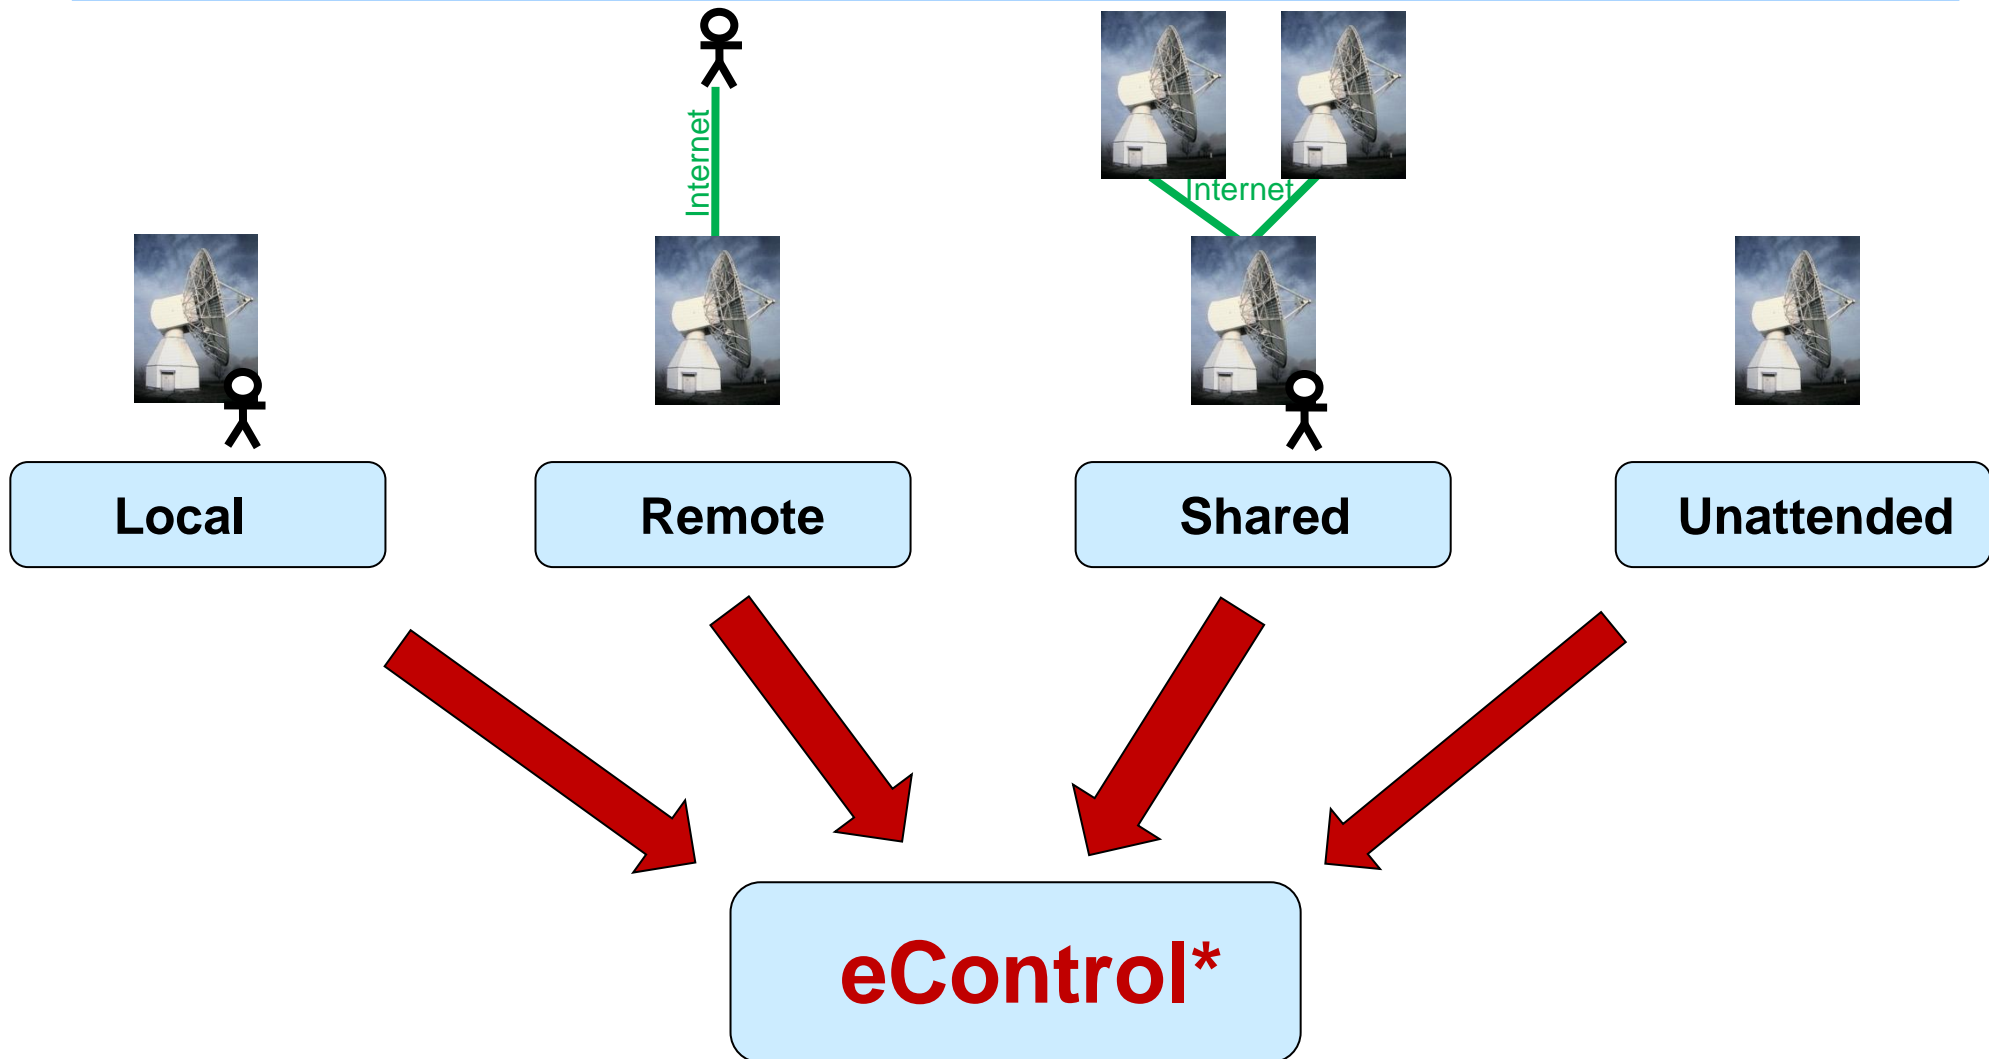 Internet
Internet
Local
Remote
Shared
Unattended
eControl*